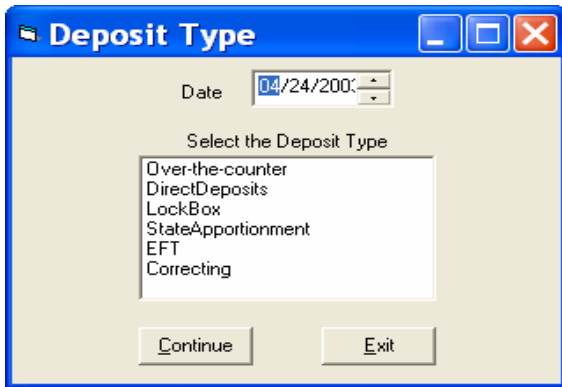 Deposit Type
Date 04/24/200
Select the Deposit Type
Over-the-counter
DirectDeposits
LockBox
StateApportionment
EFT
Correcting
Continue Exit